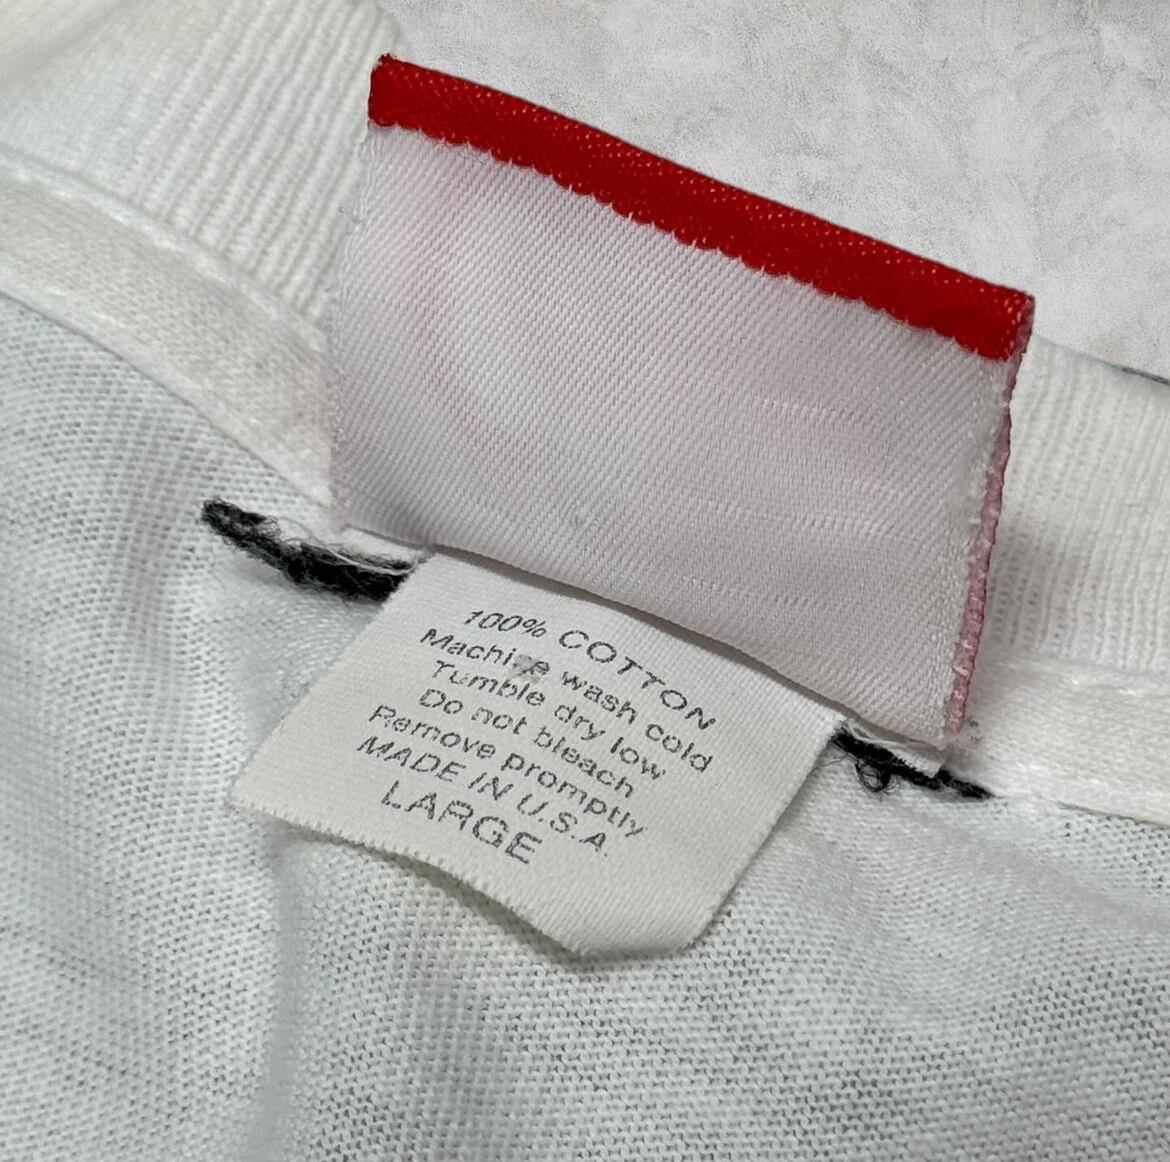 100% COTTON
Machine wash cold
Tumble dry low
Do not bleach
Remove promptly
MADE IN U.S.A.
LARGE